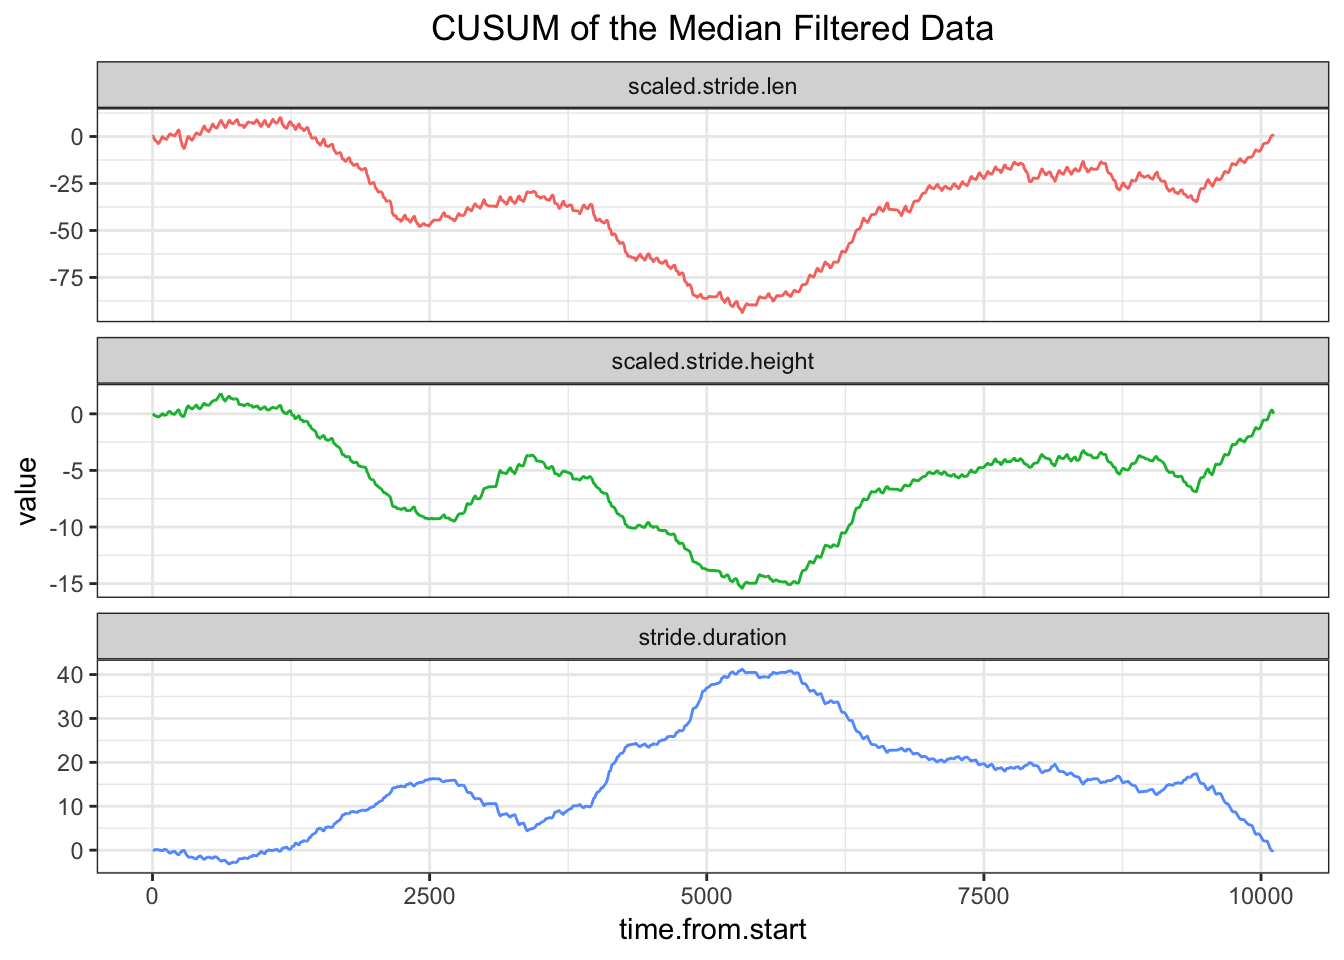 CUSUM of the Median Filtered Data
scaled.stride.len
0
-25
-50
-75
scaled.stride.height
0
-5
-10
-15
value
stride.duration
40
30
20
10
0
0 2500 5000 7500 10000
time.from.start